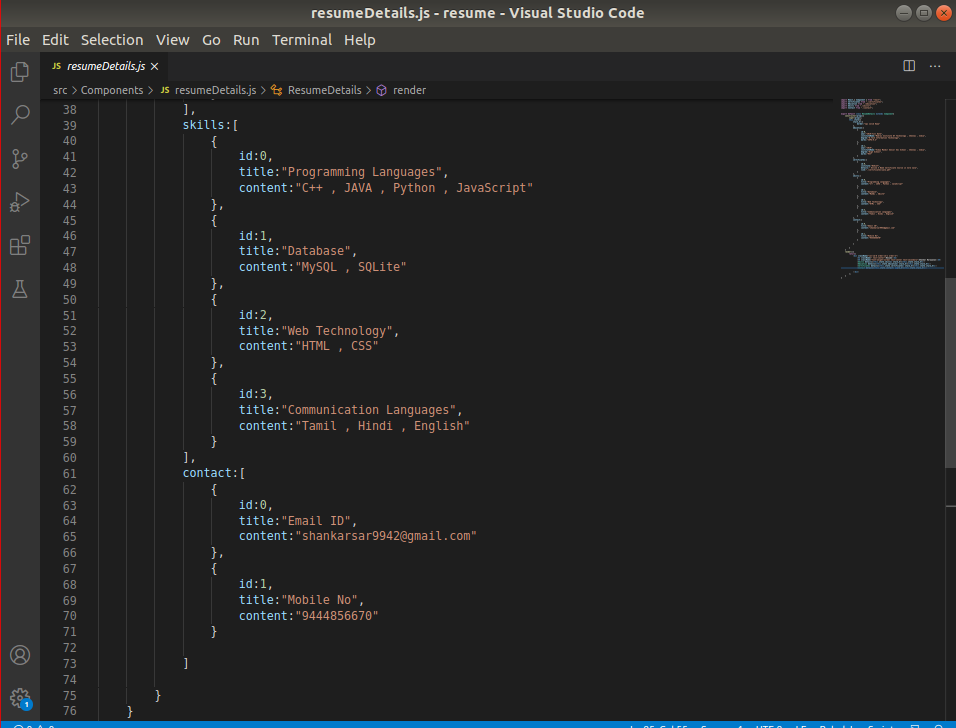 resumeDetails.js - resume - Visual Studio Code
File Edit Selection View Go Run Terminal Help
JS resumeDetails.js
src > Components > JS resumeDetails.js > ResumeDetails > render
38 ],
39 skills:[
40 {
41 id:0,
42 title:"Programming Languages",
43 content:"C++ , JAVA , Python , JavaScript"
44 },
45 {
46 id:1,
47 title:"Database",
48 content:"MySQL , SQLite"
49 },
50 {
51 id:2,
52 title:"Web Technology",
53 content:"HTML , CSS"
54 },
55 {
56 id:3,
57 title:"Communication Languages",
58 content:"Tamil , Hindi , English"
59 }
60 ],
61 contact:[
62 {
63 id:0,
64 title:"Email ID",
65 content:"shankarsar9942@gmail.com"
66 },
67 {
68 id:1,
69 title:"Mobile No",
70 content:"9444856670"
71 }
72
73 ]
74
75 }
76 }
1